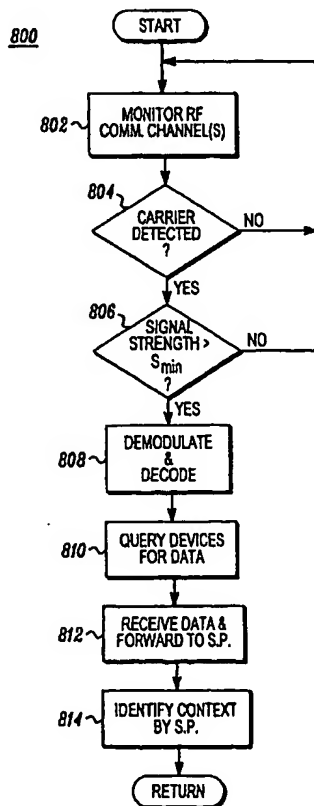 800
START
802
MONITOR RF
COMM. CHANNEL(S)
804
CARRIER
DETECTED
?
NO
YES
806
SIGNAL
STRENGTH >
Smin
?
NO
YES
808
DEMODULATE
&
DECODE
810
QUERY DEVICES
FOR DATA
812
RECEIVE DATA &
FORWARD TO S.P.
814
IDENTIFY CONTEXT
BY S.P.
RETURN